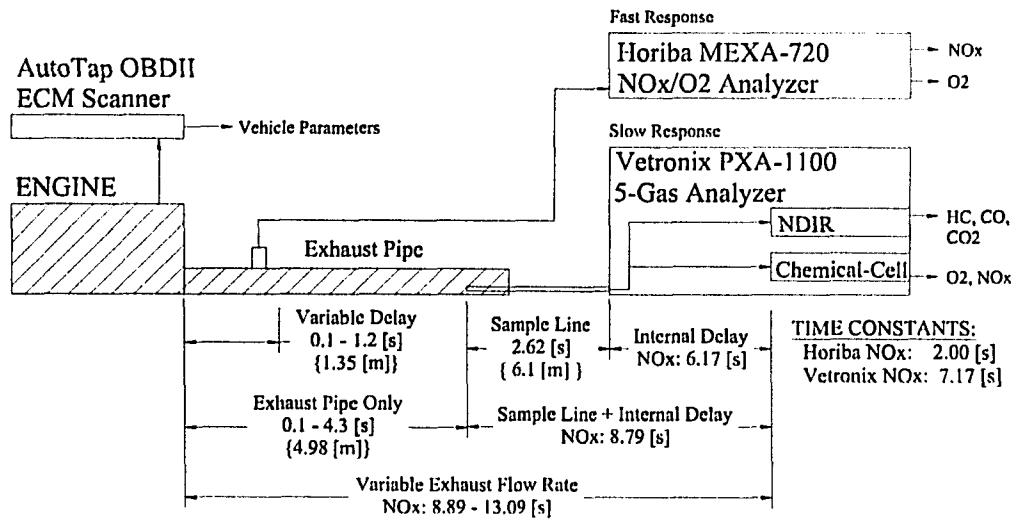 Fast Response
Horiba MEXA-720
NOx/O2 Analyzer
NOx
O2
AutoTap OBDII
ECM Scanner
Vehicle Parameters
Slow Response
Vetronix PXA-1100
5-Gas Analyzer
ENGINE
NDIR
HC, CO,
CO2
Exhaust Pipe
Chemical-Cell
O2, NOx
Variable Delay
0.1 - 1.2 [s]
{1.35 [m]}
Sample Line
2.62 [s]
{ 6.1 [m] }
Internal Delay
NOx: 6.17 [s]
TIME CONSTANTS:
Horiba NOx: 2.00 [s]
Vetronix NOx: 7.17 [s]
Exhaust Pipe Only
0.1 - 4.3 [s]
{4.98 [m]}
Sample Line + Internal Delay
NOx: 8.79 [s]
Variable Exhaust Flow Rate
NOx: 8.89 - 13.09 [s]